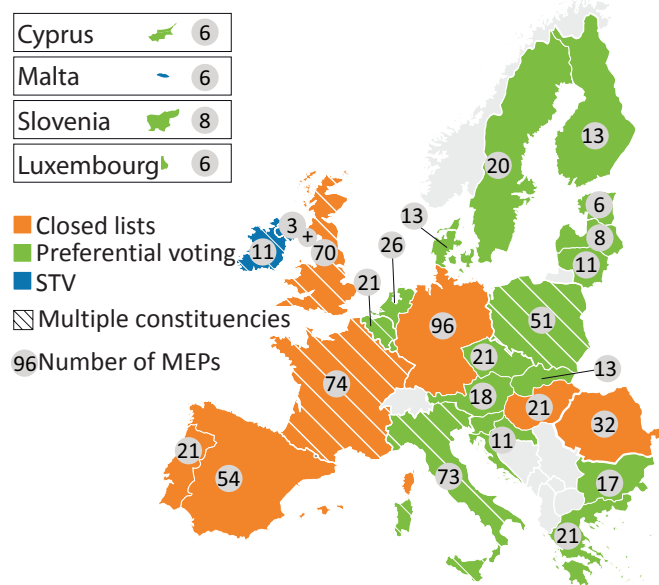 Cyprus 6
Malta 6
Slovenia 8
Luxembourg 6
13
20
6
3
+
13
8
11
70
26
11
Closed lists
Preferential voting
STV
21
Multiple constituencies
96
51
96 Number of MEPs
21
13
74
18
21
32
21
11
54
73
17
21